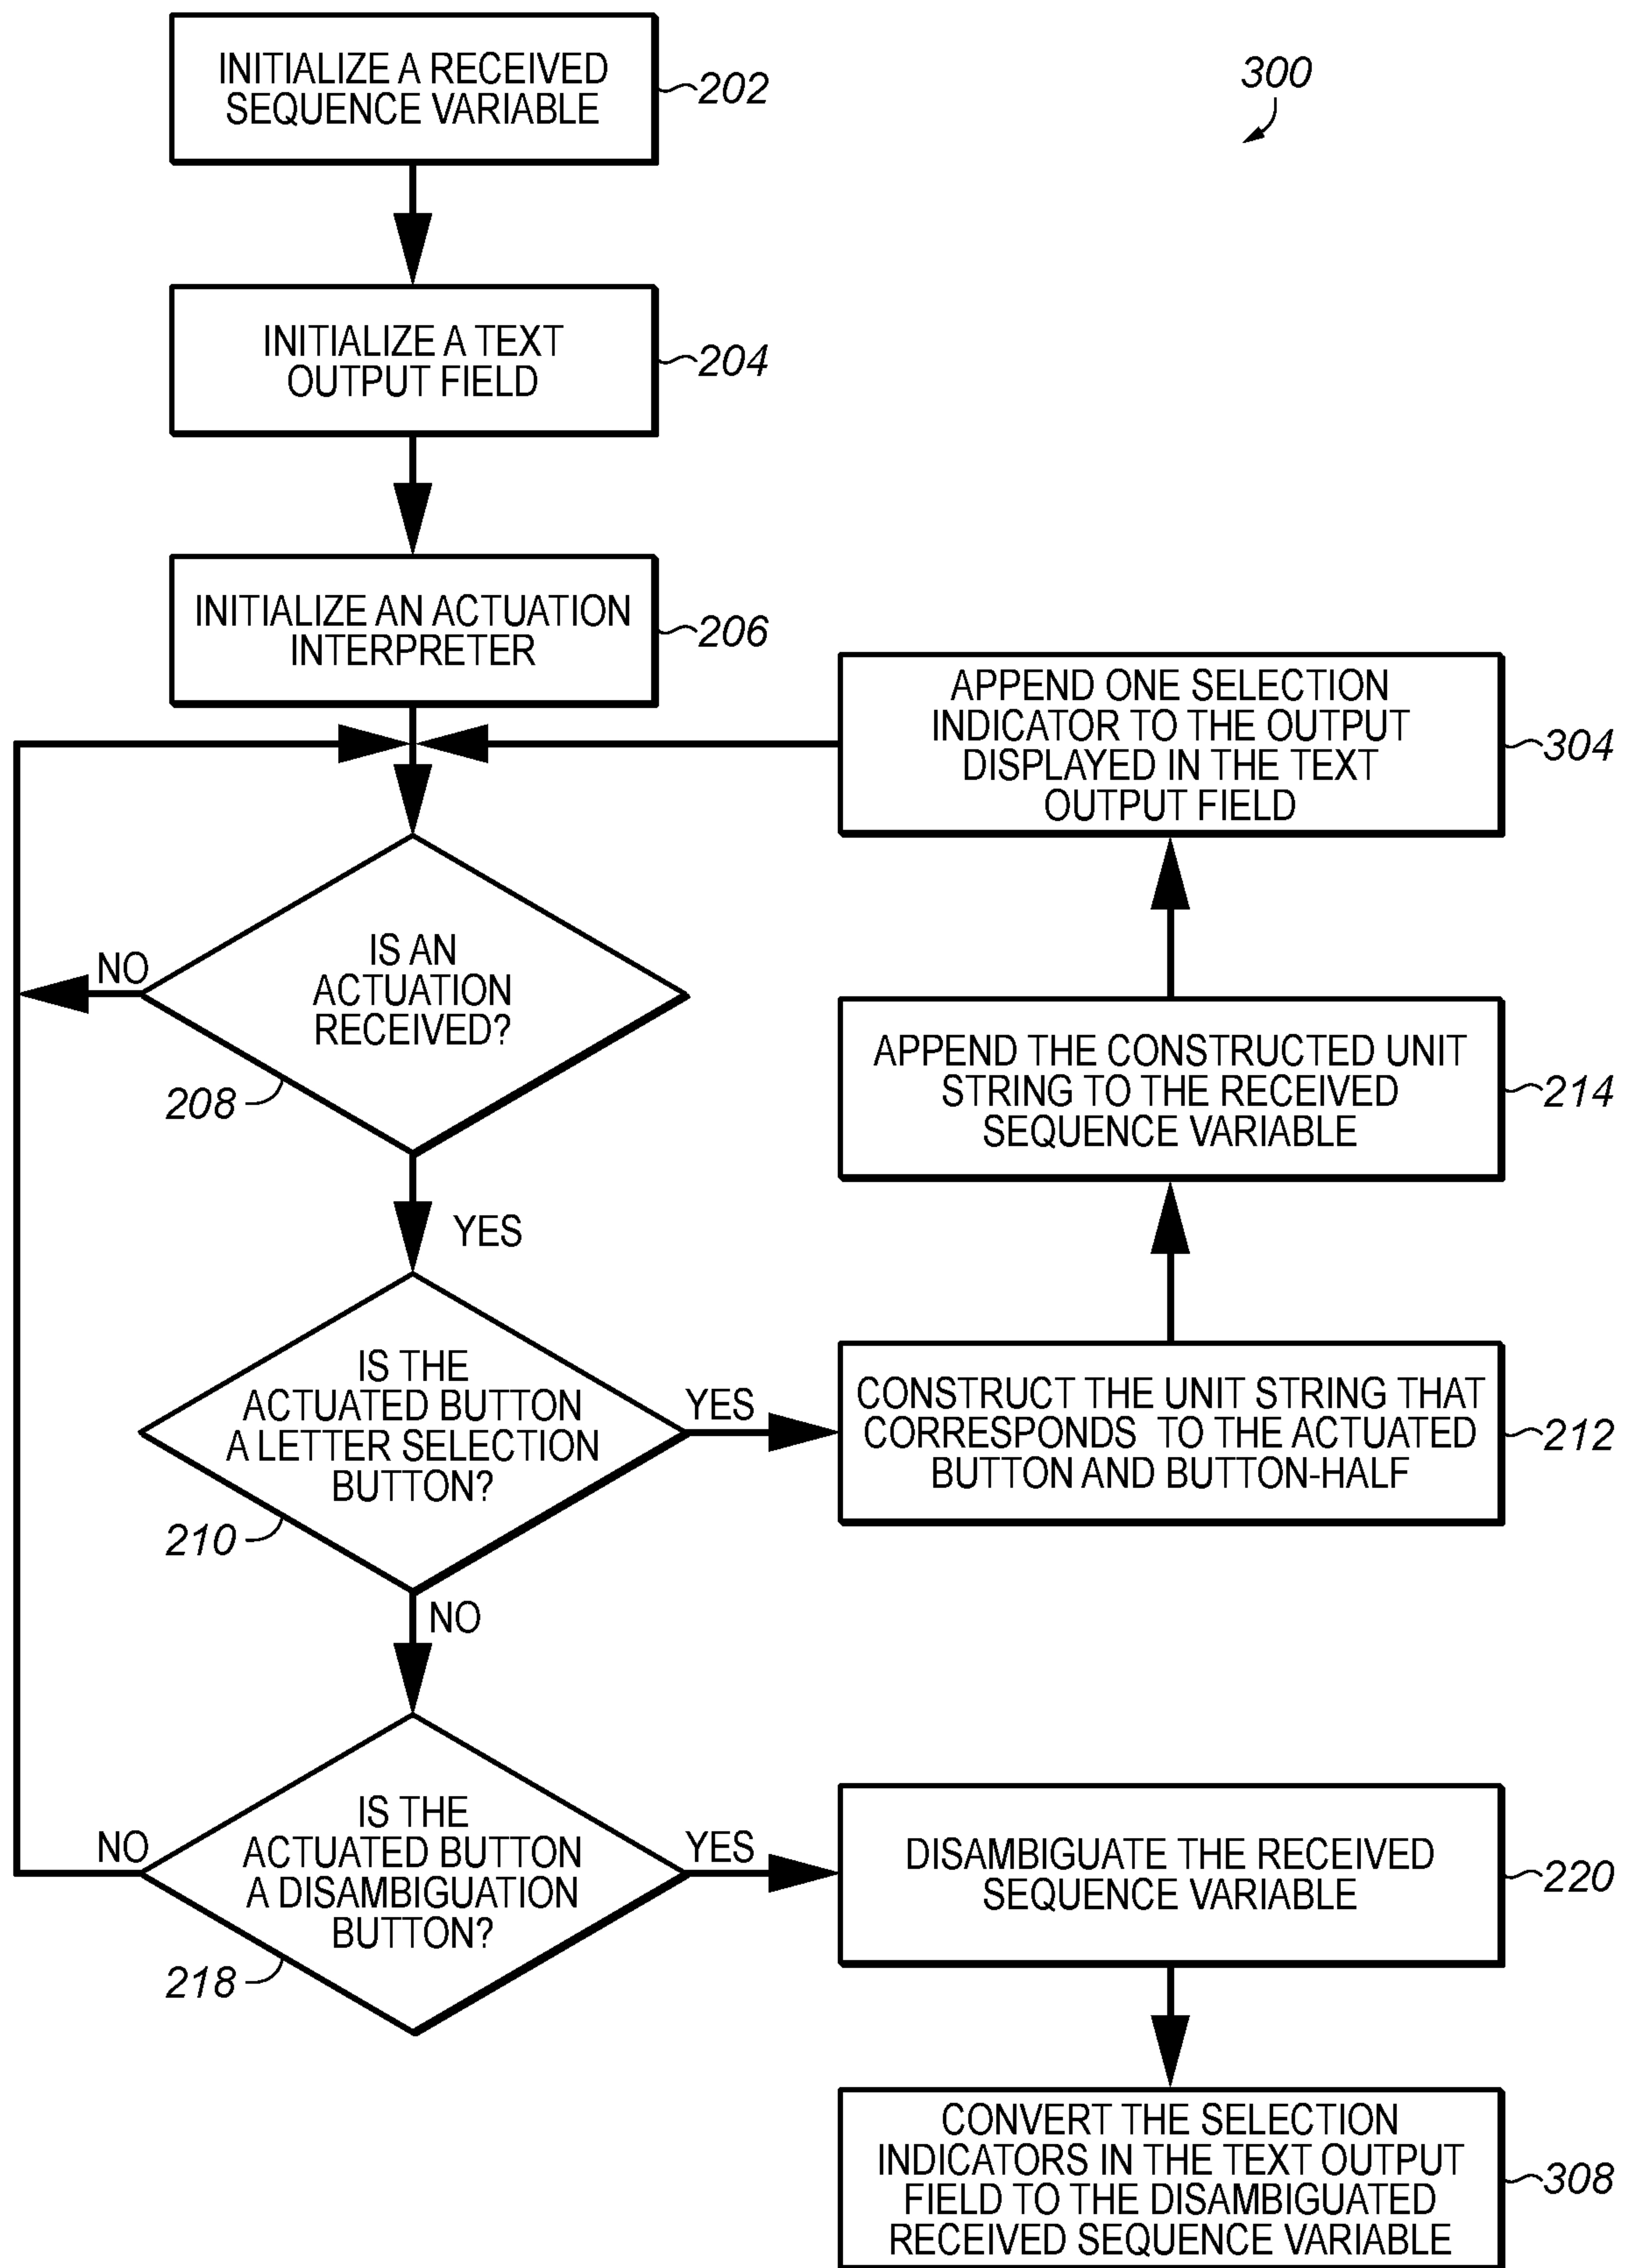 INITIALIZE A RECEIVED
SEQUENCE VARIABLE
202
300
INITIALIZE A TEXT
OUTPUT FIELD
204
INITIALIZE AN ACTUATION
INTERPRETER
206
APPEND ONE SELECTION
INDICATOR TO THE OUTPUT
DISPLAYED IN THE TEXT
OUTPUT FIELD
304
IS AN
ACTUATION
RECEIVED?
NO
208
YES
APPEND THE CONSTRUCTED UNIT
STRING TO THE RECEIVED
SEQUENCE VARIABLE
214
IS THE
ACTUATED BUTTON
A LETTER SELECTION
BUTTON?
YES
210
NO
CONSTRUCT THE UNIT STRING THAT
CORRESPONDS TO THE ACTUATED
BUTTON AND BUTTON-HALF
212
IS THE
ACTUATED BUTTON
A DISAMBIGUATION
BUTTON?
NO
YES
218
DISAMBIGUATE THE RECEIVED
SEQUENCE VARIABLE
220
CONVERT THE SELECTION
INDICATORS IN THE TEXT OUTPUT
FIELD TO THE DISAMBIGUATED
RECEIVED SEQUENCE VARIABLE
308